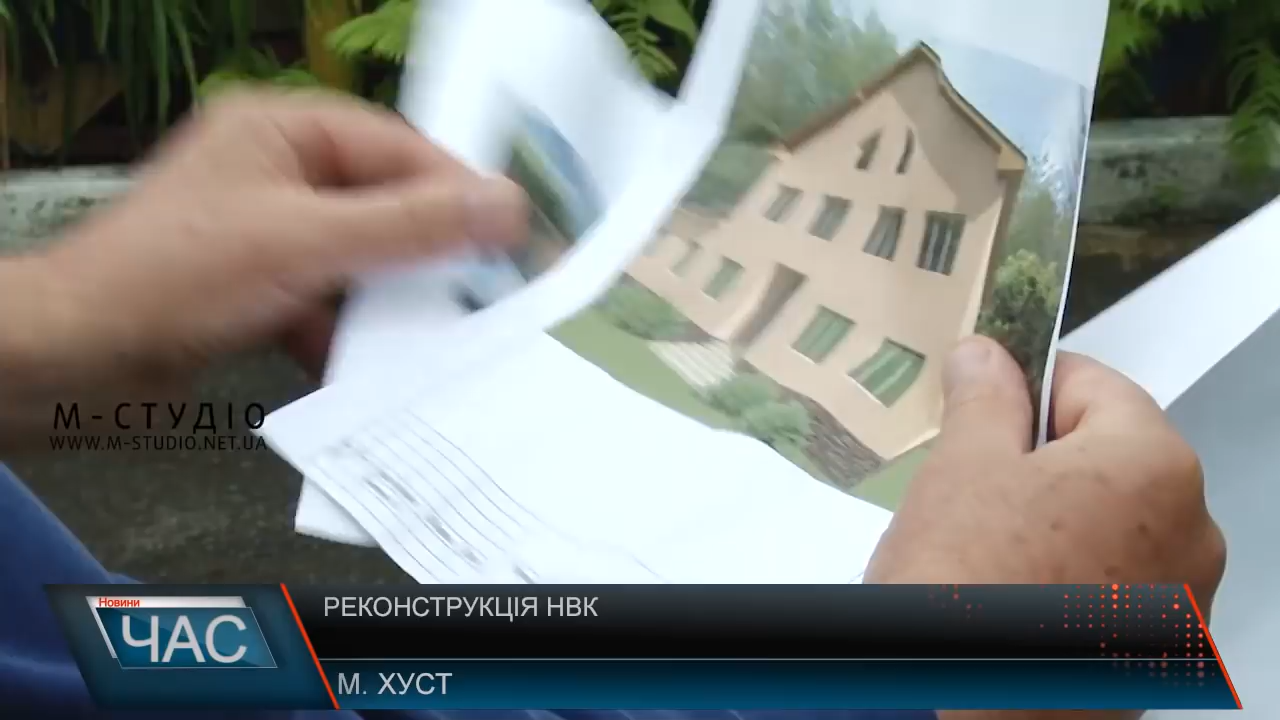 М-СТУДІО
WWW.M-STUDIO.NET.UA
Новини
ЧАС
РЕКОНСТРУКЦІЯ НВК
М. ХУСТ